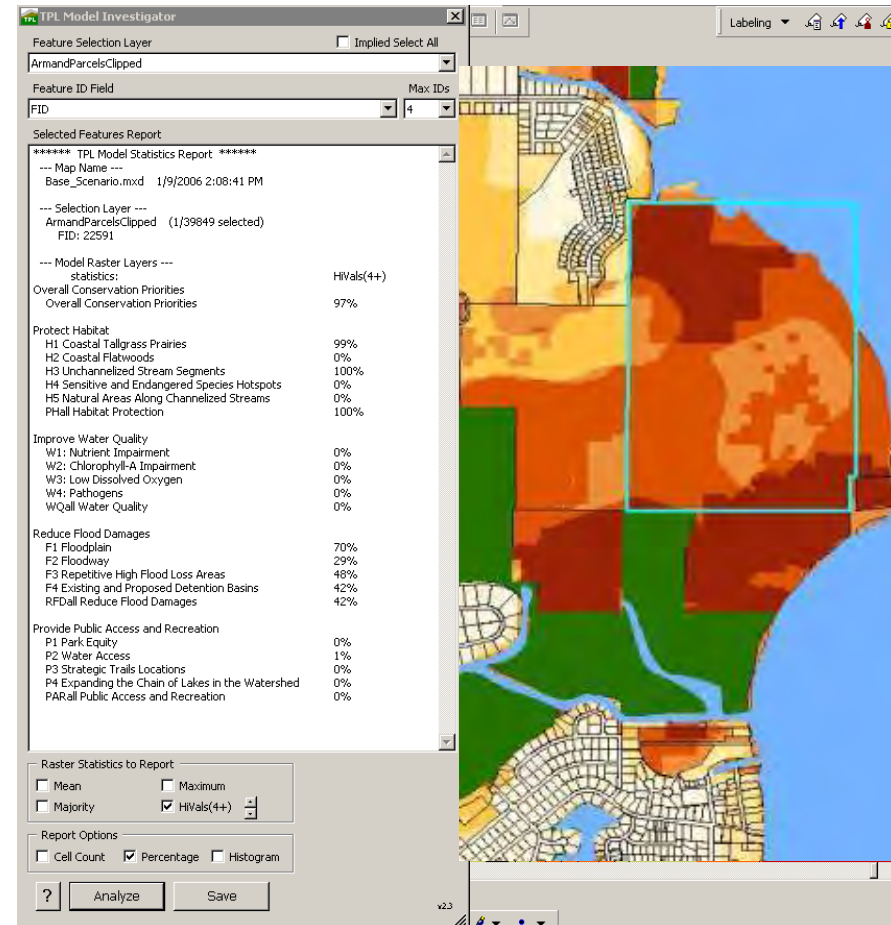 TPL Model Investigator
Labeling
Feature Selection Layer Implied Select All
ArmandParcelsClipped
Feature ID Field Max IDs
FID 4
Selected Features Report
****** TPL Model Statistics Report ******
--- Map Name ---
Base_Scenario.mxd 1/9/2006 2:08:41 PM
--- Selection Layer ---
ArmandParcelsClipped (1/39849 selected)
FID: 22591
--- Model Raster Layers ---
statistics: HiVals(4+)
Overall Conservation Priorities
Overall Conservation Priorities 97%
Protect Habitat
H1 Coastal Tallgrass Prairies 99%
H2 Coastal Flatwoods 0%
H3 Unchannelized Stream Segments 100%
H4 Sensitive and Endangered Species Hotspots 0%
H5 Natural Areas Along Channelized Streams 0%
PHall Habitat Protection 100%
Improve Water Quality
W1: Nutrient Impairment 0%
W2: Chlorophyll-A Impairment 0%
W3: Low Dissolved Oxygen 0%
W4: Pathogens 0%
WQall Water Quality 0%
Reduce Flood Damages
F1 Floodplain 70%
F2 Floodway 29%
F3 Repetitive High Flood Loss Areas 48%
F4 Existing and Proposed Detention Basins 42%
RFDall Reduce Flood Damages 42%
Provide Public Access and Recreation
P1 Park Equity 0%
P2 Water Access 1%
P3 Strategic Trails Locations 0%
P4 Expanding the Chain of Lakes in the Watershed 0%
PARall Public Access and Recreation 0%
Raster Statistics to Report
Mean Maximum
Majority HiVals(4+)
Report Options
Cell Count Percentage Histogram
? Analyze Save
v2.3